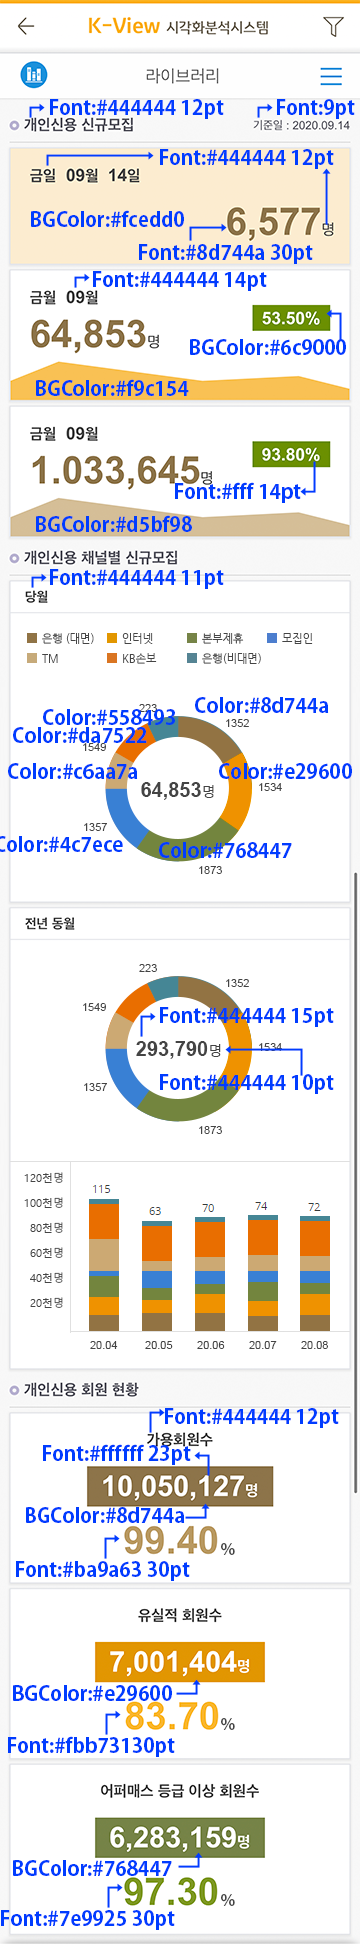 K-View 시각화분석시스템
라이브러리
Font:#444444 12pt
Font:9pt
개인신용 신규모집
기준일 : 2020.09.14
Font:#444444 12pt
금일 09월 14일
BGColor:#fcedd0
6,577명
Font:#8d744a 30pt
Font:#444444 14pt
금월 09월
53.50%
64,853명
BGColor:#6c9000
BGColor:#f9c154
금월 09월
93.80%
1.033,645명
Font:#fff 14pt
BGColor:#d5bf98
개인신용 채널별 신규모집
Font:#444444 11pt
당월
은행 (대면) 인터넷 본부제휴 모집인
TM KB손보 은행(비대면)
223
Color:#8d744a
Color:#558493
1352
Color:#da7522
1549
Color:#c6aa7a
Color:#e29600
64,853명
1534
1357
Color:#4c7ece
Color:#768447
1873
전년 동월
223
1352
1549
Font:#444444 15pt
293,790명
1534
Font:#444444 10pt
1357
1873
120천명
115
100천명
63 70 74 72
80천명
60천명
40천명
20천명
20.04 20.05 20.06 20.07 20.08
개인신용 회원 현황
Font:#444444 12pt
가용회원수
Font:#ffffff 23pt
10,050,127명
BGColor:#8d744a
99.40 %
Font:#ba9a63 30pt
유실적 회원수
7,001,404명
BGColor:#e29600
83.70 %
Font:#fbb73130pt
어퍼매스 등급 이상 회원수
6,283,159명
BGColor:#768447
97.30 %
Font:#7e9925 30pt